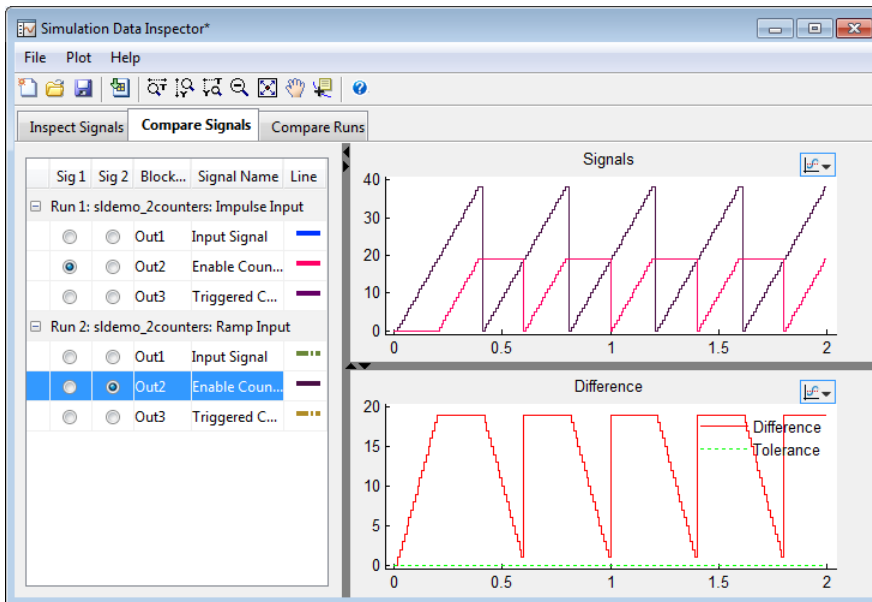 Simulation Data Inspector*
File Plot Help
Inspect Signals Compare Signals Compare Runs
Sig 1 Sig 2 Block... Signal Name Line
Run 1: sldemo_2counters: Impulse Input
Out1 Input Signal
Out2 Enable Coun...
Out3 Triggered C...
Run 2: sldemo_2counters: Ramp Input
Out1 Input Signal
Out2 Enable Coun...
Out3 Triggered C...
Signals
40
30
20
10
0
0 0.5 1 1.5 2
Difference
20
15
10
5
0
Difference
Tolerance
0 0.5 1 1.5 2